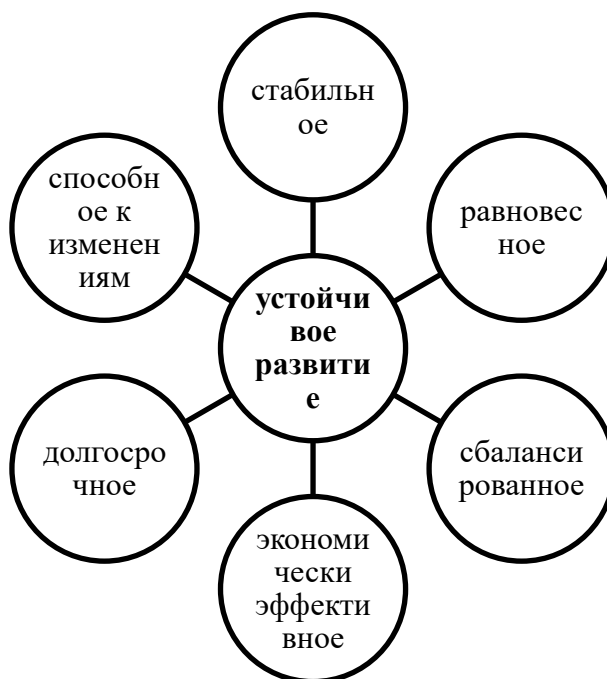 стабильн
ое
способн
ое к
изменен
иям
равновес
ное
устойчи
вое
развити
е
долгосро
чное
сбаланси
рованное
экономи
чески
эффекти
вное